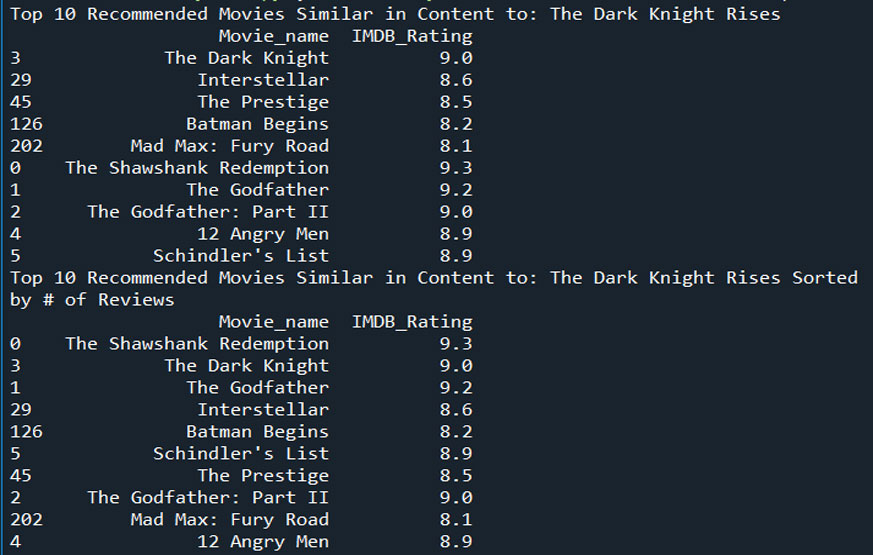 Top 10 Recommended Movies Similar in Content to: The Dark Knight Rises
Movie_name IMDB_Rating
3 The Dark Knight 9.0
29 Interstellar 8.6
45 The Prestige 8.5
126 Batman Begins 8.2
202 Mad Max: Fury Road 8.1
0 The Shawshank Redemption 9.3
1 The Godfather 9.2
2 The Godfather: Part II 9.0
4 12 Angry Men 8.9
5 Schindler's List 8.9
Top 10 Recommended Movies Similar in Content to: The Dark Knight Rises Sorted
by # of Reviews
Movie_name IMDB_Rating
0 The Shawshank Redemption 9.3
3 The Dark Knight 9.0
1 The Godfather 9.2
29 Interstellar 8.6
126 Batman Begins 8.2
5 Schindler's List 8.9
45 The Prestige 8.5
2 The Godfather: Part II 9.0
202 Mad Max: Fury Road 8.1
4 12 Angry Men 8.9